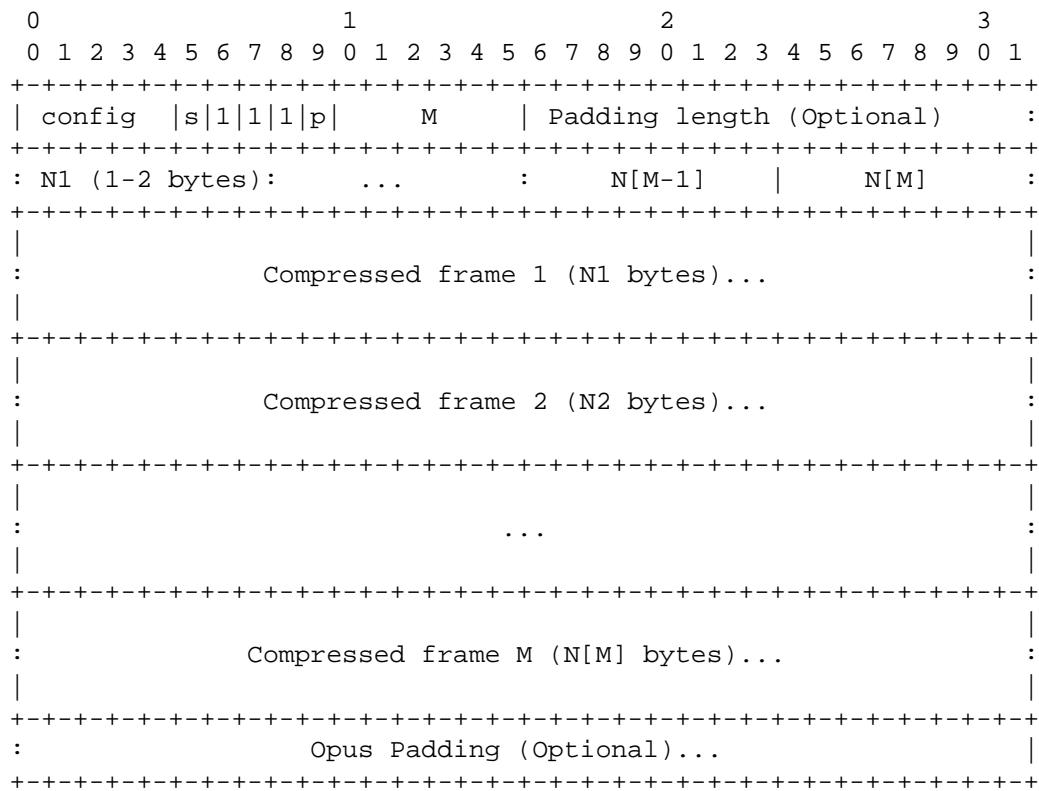 0                   1                   2                   3
 0 1 2 3 4 5 6 7 8 9 0 1 2 3 4 5 6 7 8 9 0 1 2 3 4 5 6 7 8 9 0 1
+-+-+-+-+-+-+-+-+-+-+-+-+-+-+-+-+-+-+-+-+-+-+-+-+-+-+-+-+-+-+-+-+
| config  |s|1|1|1|p|     M     | Padding length (Optional)     :
+-+-+-+-+-+-+-+-+-+-+-+-+-+-+-+-+-+-+-+-+-+-+-+-+-+-+-+-+-+-+-+-+
: N1 (1-2 bytes):     ...       :     N[M-1]    |     N[M]      :
+-+-+-+-+-+-+-+-+-+-+-+-+-+-+-+-+-+-+-+-+-+-+-+-+-+-+-+-+-+-+-+-+
|                                                               |
:               Compressed frame 1 (N1 bytes)...                :
|                                                               |
+-+-+-+-+-+-+-+-+-+-+-+-+-+-+-+-+-+-+-+-+-+-+-+-+-+-+-+-+-+-+-+-+
|                                                               |
:               Compressed frame 2 (N2 bytes)...                :
|                                                               |
+-+-+-+-+-+-+-+-+-+-+-+-+-+-+-+-+-+-+-+-+-+-+-+-+-+-+-+-+-+-+-+-+
|                                                               |
:                              ...                              :
|                                                               |
+-+-+-+-+-+-+-+-+-+-+-+-+-+-+-+-+-+-+-+-+-+-+-+-+-+-+-+-+-+-+-+-+
|                                                               |
:              Compressed frame M (N[M] bytes)...               :
|                                                               |
+-+-+-+-+-+-+-+-+-+-+-+-+-+-+-+-+-+-+-+-+-+-+-+-+-+-+-+-+-+-+-+-+
:                  Opus Padding (Optional)...                   |
+-+-+-+-+-+-+-+-+-+-+-+-+-+-+-+-+-+-+-+-+-+-+-+-+-+-+-+-+-+-+-+-+